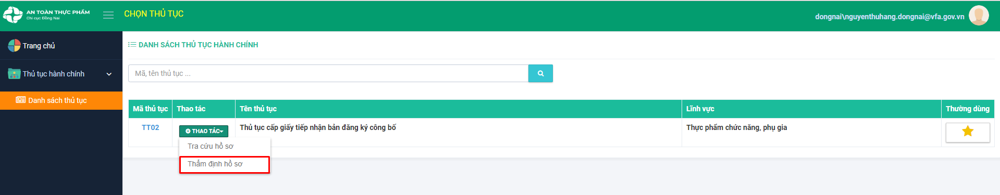 AN TOÀN THỰC PHẨM
Chi cục Đồng Nai
CHỌN THỦ TỤC
dongnai\nguyenthuhang.dongnai@vfa.gov.vn
Trang chủ
Thủ tục hành chính
Danh sách thủ tục
DANH SÁCH THỦ TỤC HÀNH CHÍNH
Mã, tên thủ tục ...
Mã thủ tục Thao tác Tên thủ tục Lĩnh vực Thường dùng
TT02 THAO TÁC Thủ tục cấp giấy tiếp nhận bản đăng ký công bố Thực phẩm chức năng, phụ gia
Tra cứu hồ sơ
Thẩm định hồ sơ